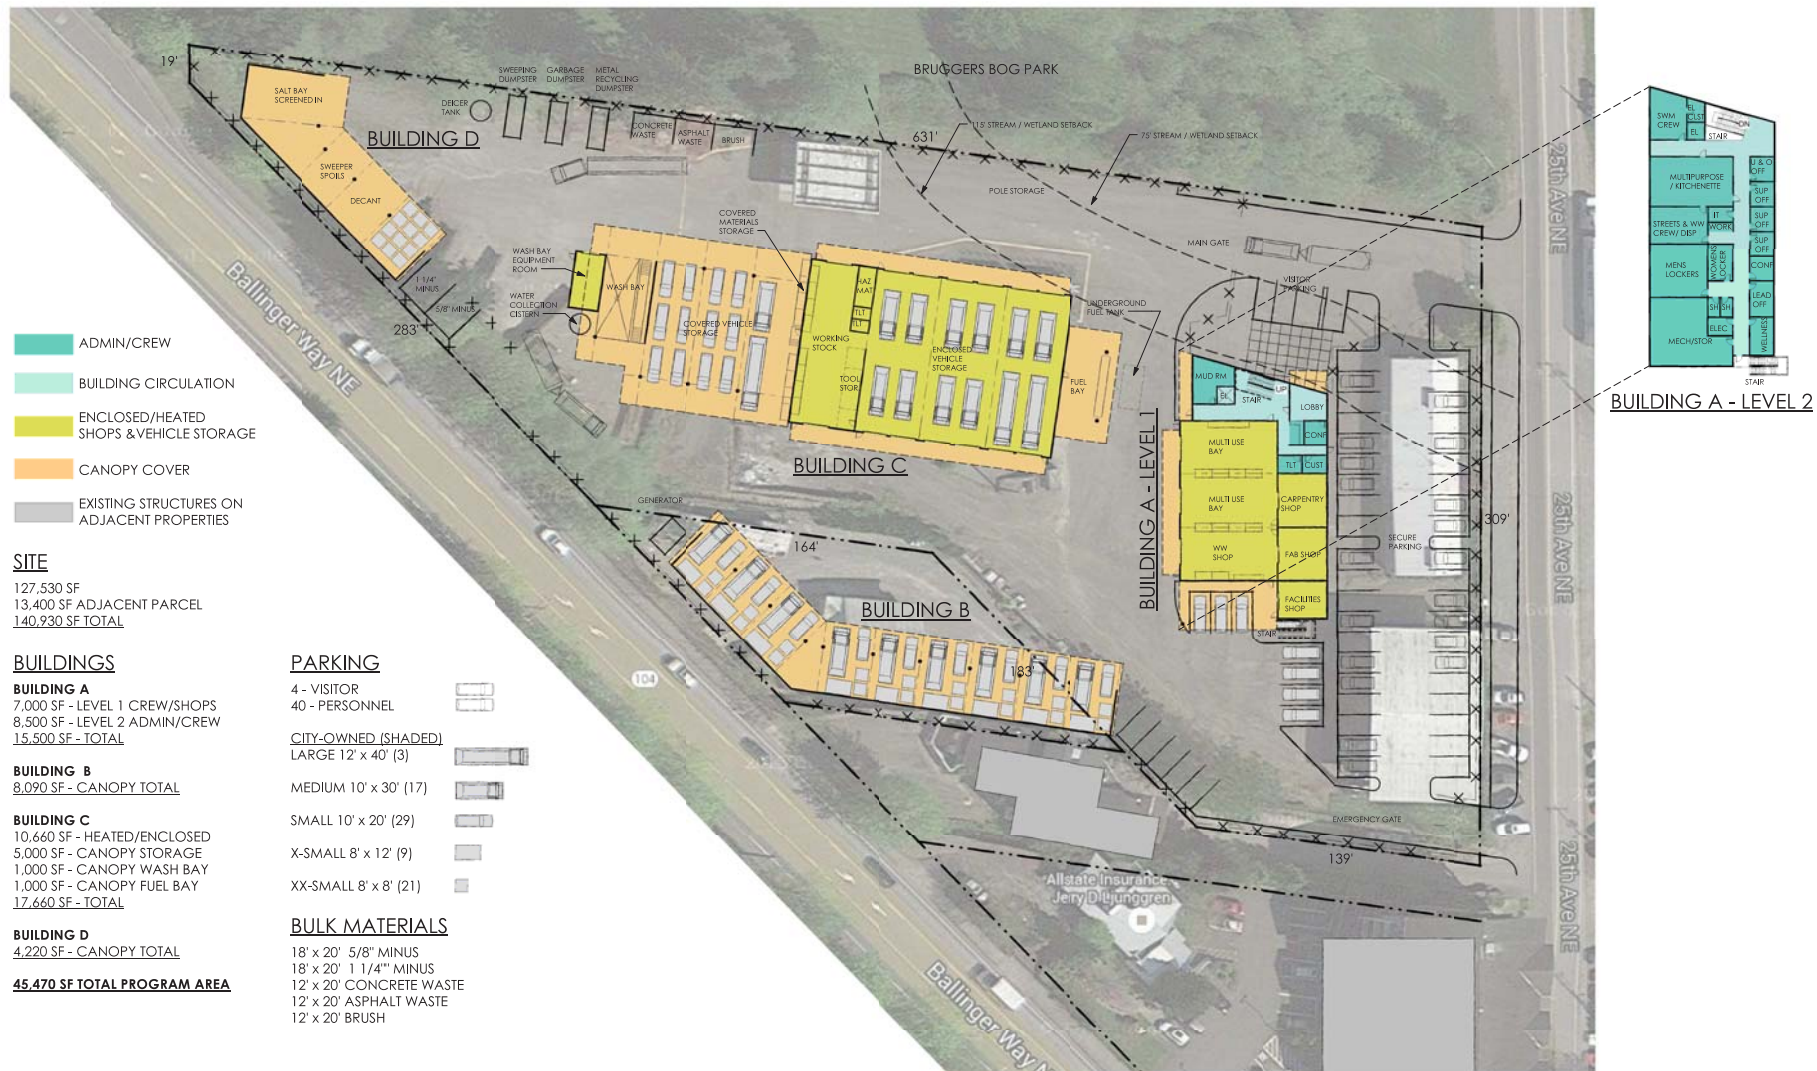 BRUGGERS BOG PARK
19'
SALT BAY
SCREENED IN
BUILDING D
DEICER
TANK
SWEEPING
DUMPSTER
GARBAGE
DUMPSTER
METAL
RECYCLING
DUMPSTER
CONCRETE
WASTE
ASPHALT
WASTE
BRUSH
631'
115' STREAM / WETLAND SETBACK
75' STREAM / WETLAND SETBACK
POLE STORAGE
MAIN GATE
VISITOR
PARKING
SWEEPER
SPOILS
DECANT
1 1/4"
MINUS
5/8" MINUS
283'
WASH BAY
EQUIPMENT
ROOM
WATER
COLLECTION
CISTERN
WASH BAY
COVERED
MATERIALS
STORAGE
COVERED VEHICLE
STORAGE
HAZ
MAT
TLT
TLT
WORKING
STOCK
TOOL
STOR
ENCLOSED
VEHICLE
STORAGE
FUEL
BAY
UNDERGROUND
FUEL TANK
BUILDING C
BUILDING A - LEVEL 1
MUD RM
EL
STAIR
UP
LOBBY
CONF
TLT
CUST
MULTI USE
BAY
MULTI USE
BAY
WW
SHOP
CARPENTRY
SHOP
FAB SHOP
FACILITIES
SHOP
STAIR
SECURE
PARKING
309'
GENERATOR
164'
BUILDING B
183'
EMERGENCY GATE
139'
Ballinger Way NE
104
Ballinger Way N
25th Ave NE
25th Ave NE
25th Ave NE
Allstate Insurance:
Jerry D Ljunggren
SWM
CREW
EL
CLST
EL
DN
STAIR
MULTIPURPOSE
/ KITCHENETTE
U & O
OFF
SUP
OFF
SUP
OFF
SUP
OFF
STREETS & WW
CREW/ DISP
IT
WORK
MENS
LOCKERS
WOMENS
LOCKER
CONF
LEAD
OFF
SH
SH
ELEC
MECH/STOR
WELLNESS
STAIR
BUILDING A - LEVEL 2
ADMIN/CREW
BUILDING CIRCULATION
ENCLOSED/HEATED
SHOPS &VEHICLE STORAGE
CANOPY COVER
EXISTING STRUCTURES ON
ADJACENT PROPERTIES
SITE
127,530 SF
13,400 SF ADJACENT PARCEL
140,930 SF TOTAL
BUILDINGS
BUILDING A
7,000 SF - LEVEL 1 CREW/SHOPS
8,500 SF - LEVEL 2 ADMIN/CREW
15,500 SF - TOTAL
BUILDING B
8,090 SF - CANOPY TOTAL
BUILDING C
10,660 SF - HEATED/ENCLOSED
5,000 SF - CANOPY STORAGE
1,000 SF - CANOPY WASH BAY
1,000 SF - CANOPY FUEL BAY
17,660 SF - TOTAL
BUILDING D
4,220 SF - CANOPY TOTAL
45,470 SF TOTAL PROGRAM AREA
PARKING
4 - VISITOR
40 - PERSONNEL
CITY-OWNED (SHADED)
LARGE 12' x 40' (3)
MEDIUM 10' x 30' (17)
SMALL 10' x 20' (29)
X-SMALL 8' x 12' (9)
XX-SMALL 8' x 8' (21)
BULK MATERIALS
18' x 20' 5/8" MINUS
18' x 20' 1 1/4"" MINUS
12' x 20' CONCRETE WASTE
12' x 20' ASPHALT WASTE
12' x 20' BRUSH